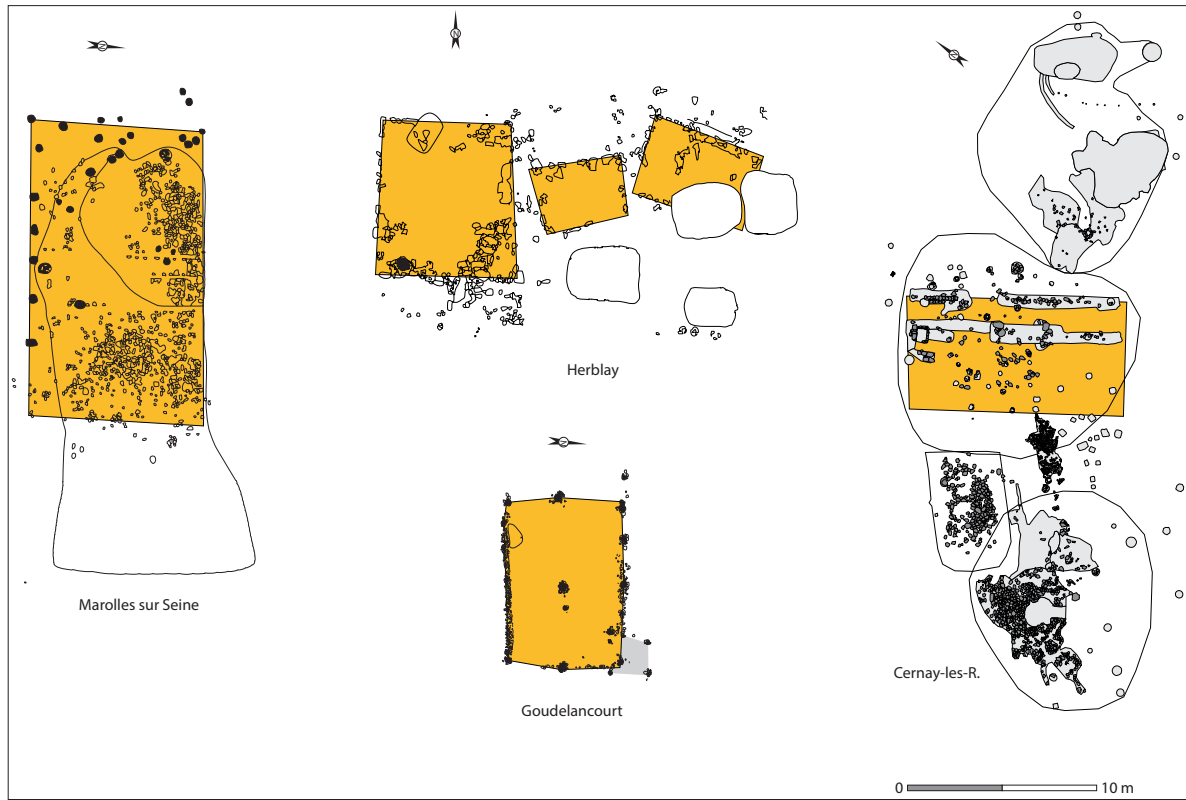 N
N
N
Herblay
N
Marolles sur Seine
Cernay-les-R.
Goudelancourt
0
10 m